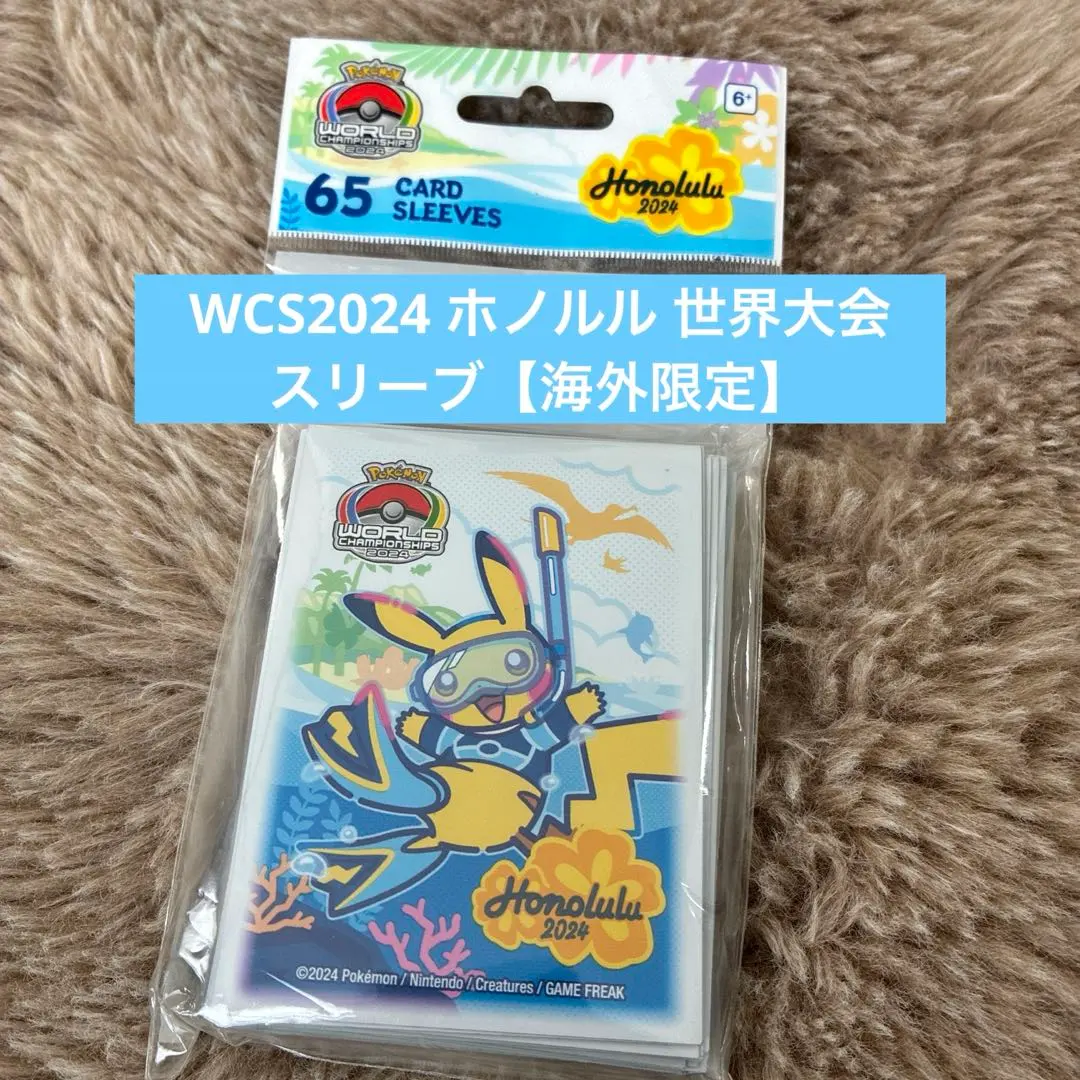 Pokémon
WORLD
CHAMPIONSHIPS
2024
6+
65 CARD
SLEEVES
Honolulu
2024
WCS2024 ホノルル 世界大会
スリーブ【海外限定】
Pokémon
WORLD
CHAMPIONSHIPS
2024
Honolulu
2024
©2024 Pokémon / Nintendo / Creatures / GAME FREAK